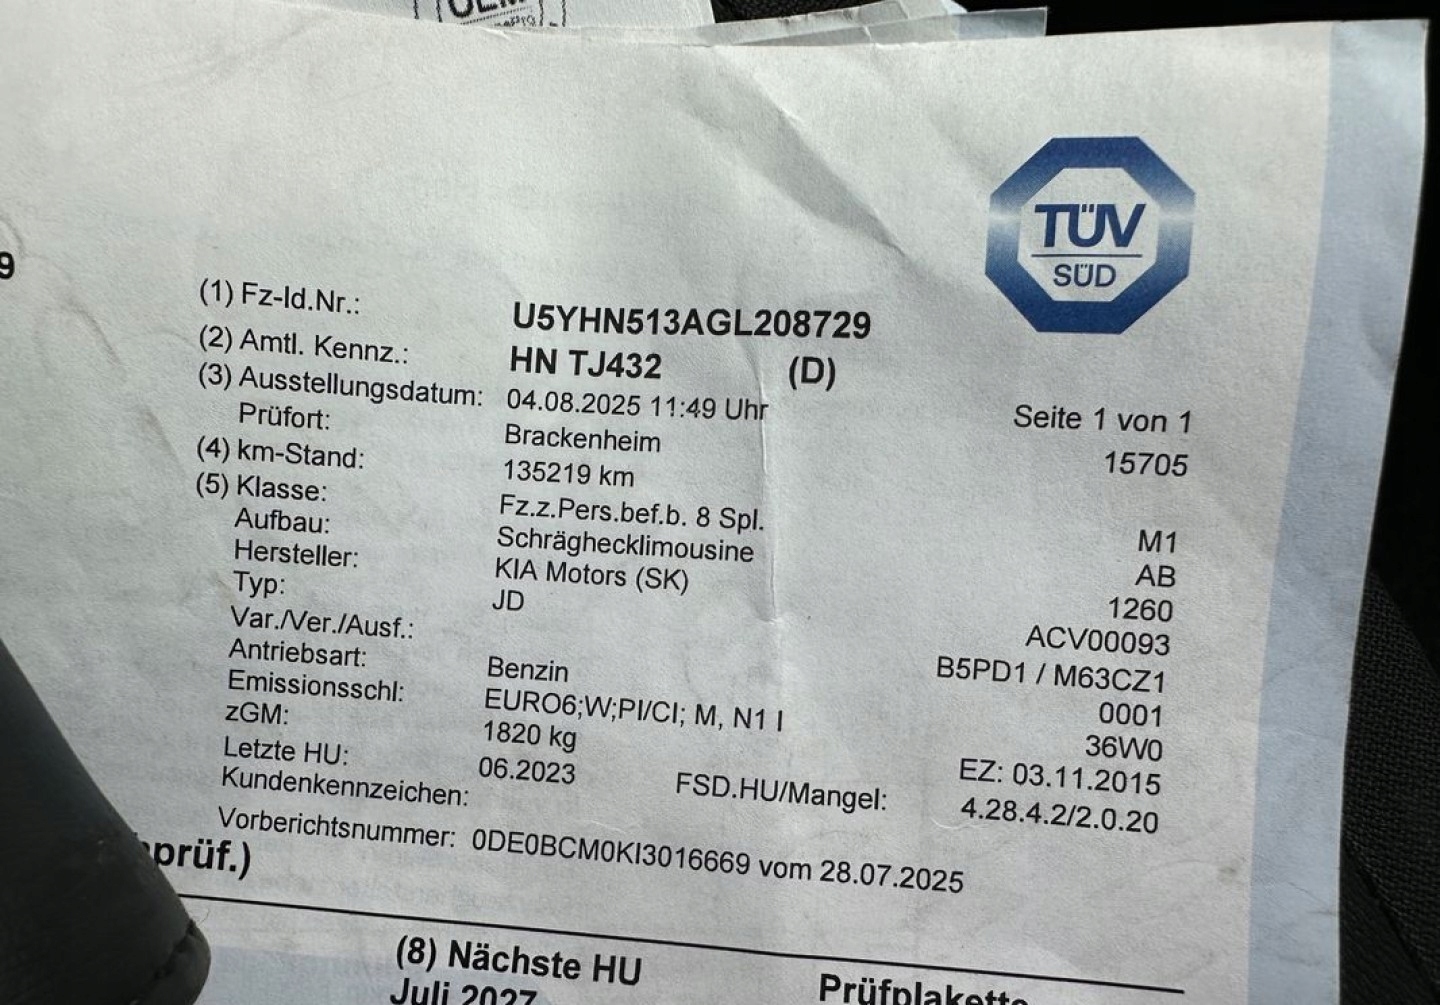 TÜV
SÜD
9
(1) Fz-Id.Nr.: U5YHN513AGL208729
(2) Amtl. Kennz.: HN TJ432 (D)
(3) Ausstellungsdatum: 04.08.2025 11:49 Uhr Seite 1 von 1
Prüfort: Brackenheim 15705
(4) km-Stand: 135219 km
(5) Klasse: Fz.z.Pers.bef.b. 8 Spl. M1
Aufbau: Schräghecklimousine AB
Hersteller: KIA Motors (SK) 1260
Typ: JD ACV00093
Var./Ver./Ausf.: B5PD1 / M63CZ1
Antriebsart: Benzin 0001
Emissionsschl: EURO6;W;PI/CI; M, N1 I 36W0
zGM: 1820 kg EZ: 03.11.2015
Letzte HU: 06.2023 FSD.HU/Mangel: 4.28.4.2/2.0.20
Kundenkennzeichen:
Vorberichtsnummer: 0DE0BCM0KI3016669 vom 28.07.2025
prüf.)
(8) Nächste HU
Juli 2027 Prüfplakette